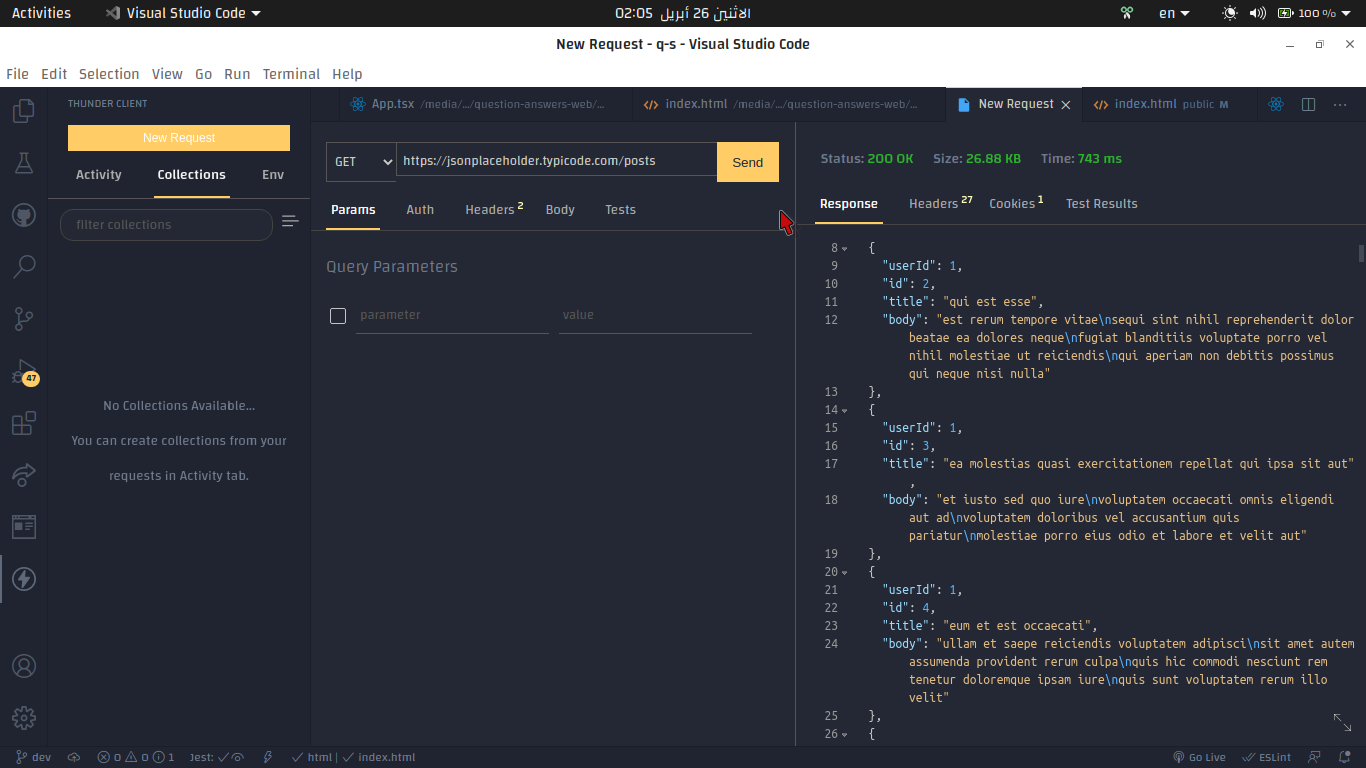 Activities Visual Studio Code الاثنين 26 أبريل 02:05 en 100 %
New Request - q-s - Visual Studio Code
File Edit Selection View Go Run Terminal Help
THUNDER CLIENT
New Request
Activity Collections Env
filter collections
No Collections Available...
You can create collections from your
requests in Activity tab.
47
App.tsx /media/.../question-answers-web/... index.html /media/.../question-answers-web/... New Request index.html public M
GET https://jsonplaceholder.typicode.com/posts Send
Params Auth Headers 2 Body Tests
Query Parameters
parameter value
Status: 200 OK Size: 26.88 KB Time: 743 ms
Response Headers 27 Cookies 1 Test Results
8 {
9 "userId": 1,
10 "id": 2,
11 "title": "qui est esse",
12 "body": "est rerum tempore vitae\nsequi sint nihil reprehenderit dolor
beatae ea dolores neque\nfugiat blanditiis voluptate porro vel
nihil molestiae ut reiciendis\nqui aperiam non debitis possimus
qui neque nisi nulla"
13 },
14 {
15 "userId": 1,
16 "id": 3,
17 "title": "ea molestias quasi exercitationem repellat qui ipsa sit aut"
,
18 "body": "et iusto sed quo iure\nvoluptatem occaecati omnis eligendi
aut ad\nvoluptatem doloribus vel accusantium quis
pariatur\nmolestiae porro eius odio et labore et velit aut"
19 },
20 {
21 "userId": 1,
22 "id": 4,
23 "title": "eum et est occaecati",
24 "body": "ullam et saepe reiciendis voluptatem adipisci\nsit amet autem
assumenda provident rerum culpa\nquis hic commodi nesciunt rem
tenetur doloremque ipsam iure\nquis sunt voluptatem rerum illo
velit"
25 },
26 {
dev 0 0 1 Jest: html | index.html Go Live ESLint